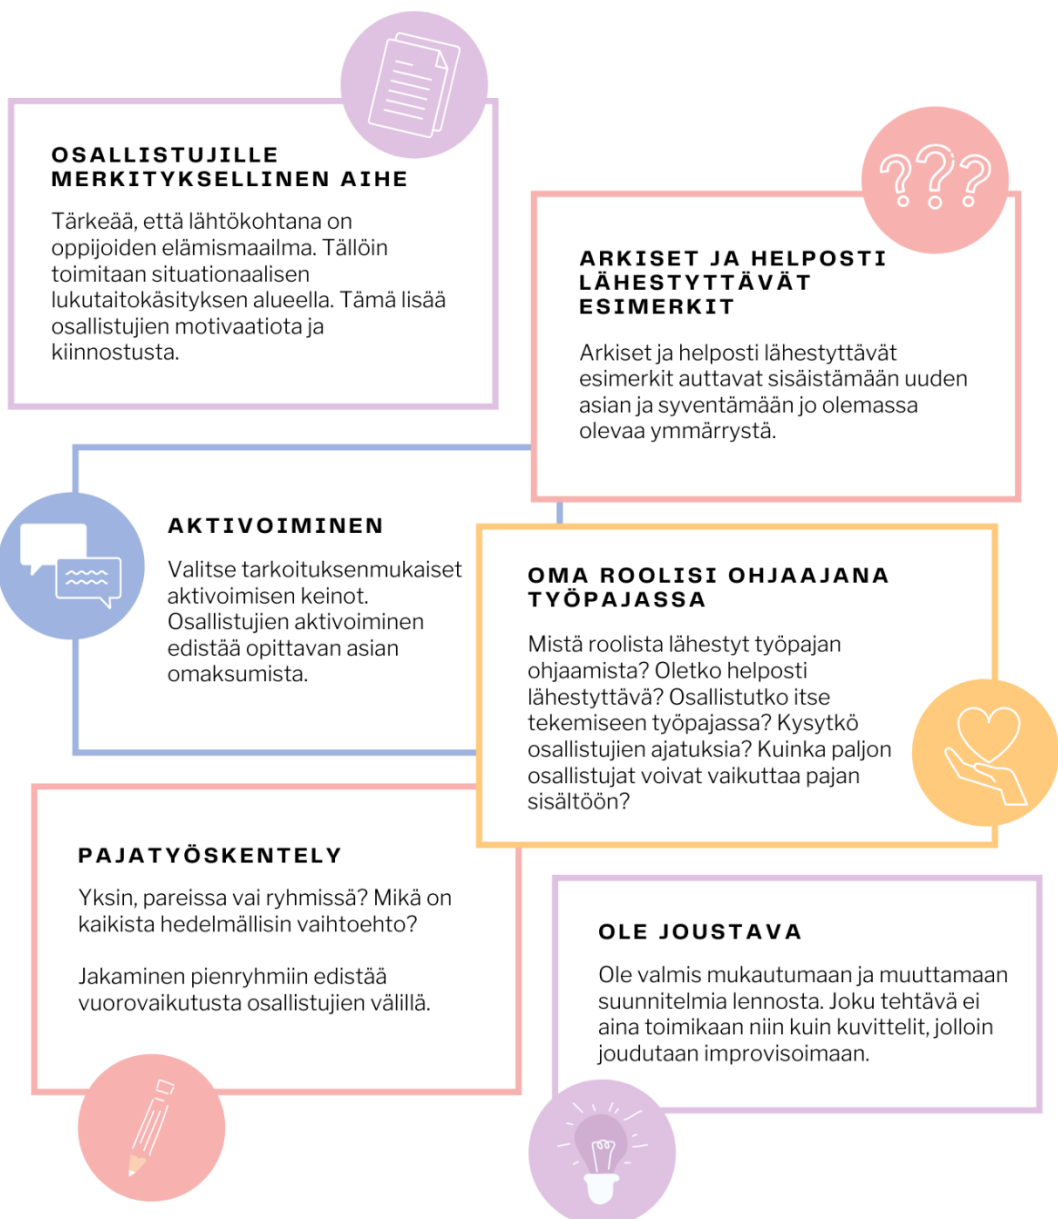 OSALLISTUJILLE
MERKITYKSELLINEN AIHE
Tärkeää, että lähtökohtana on
oppijoiden elämismaailma. Tällöin
toimitaan situationaalisen
lukutaitokäsityksen alueella. Tämä lisää
osallistujien motivaatiota ja
kiinnostusta.
ARKISET JA HELPOSTI
LÄHESTYTTÄVÄT
ESIMERKIT
Arkiset ja helposti lähestyttävät
esimerkit auttavat sisäistämään uuden
asian ja syventämään jo olemassa
olevaa ymmärrystä.
AKTIVOIMINEN
Valitse tarkoituksenmukaiset
aktivoimisen keinot.
Osallistujien aktivoiminen
edistää opittavan asian
omaksumista.
OMA ROOLISI OHJAAJANA
TYÖPAJASSA
Mistä roolista lähestyt työpajan
ohjaamista? Oletko helposti
lähestyttävä? Osallistutko itse
tekemiseen työpajassa? Kysytkö
osallistujien ajatuksia? Kuinka paljon
osallistujat voivat vaikuttaa pajan
sisältöön?
PAJATYÖSKENTELY
Yksin, pareissa vai ryhmissä? Mikä on
kaikista hedelmällisin vaihtoehto?
Jakaminen pienryhmiin edistää
vuorovaikutusta osallistujien välillä.
OLE JOUSTAVA
Ole valmis mukautumaan ja muuttamaan
suunnitelmia lennosta. Joku tehtävä ei
aina toimikaan niin kuin kuvittelit, jolloin
joudutaan improvisoimaan.